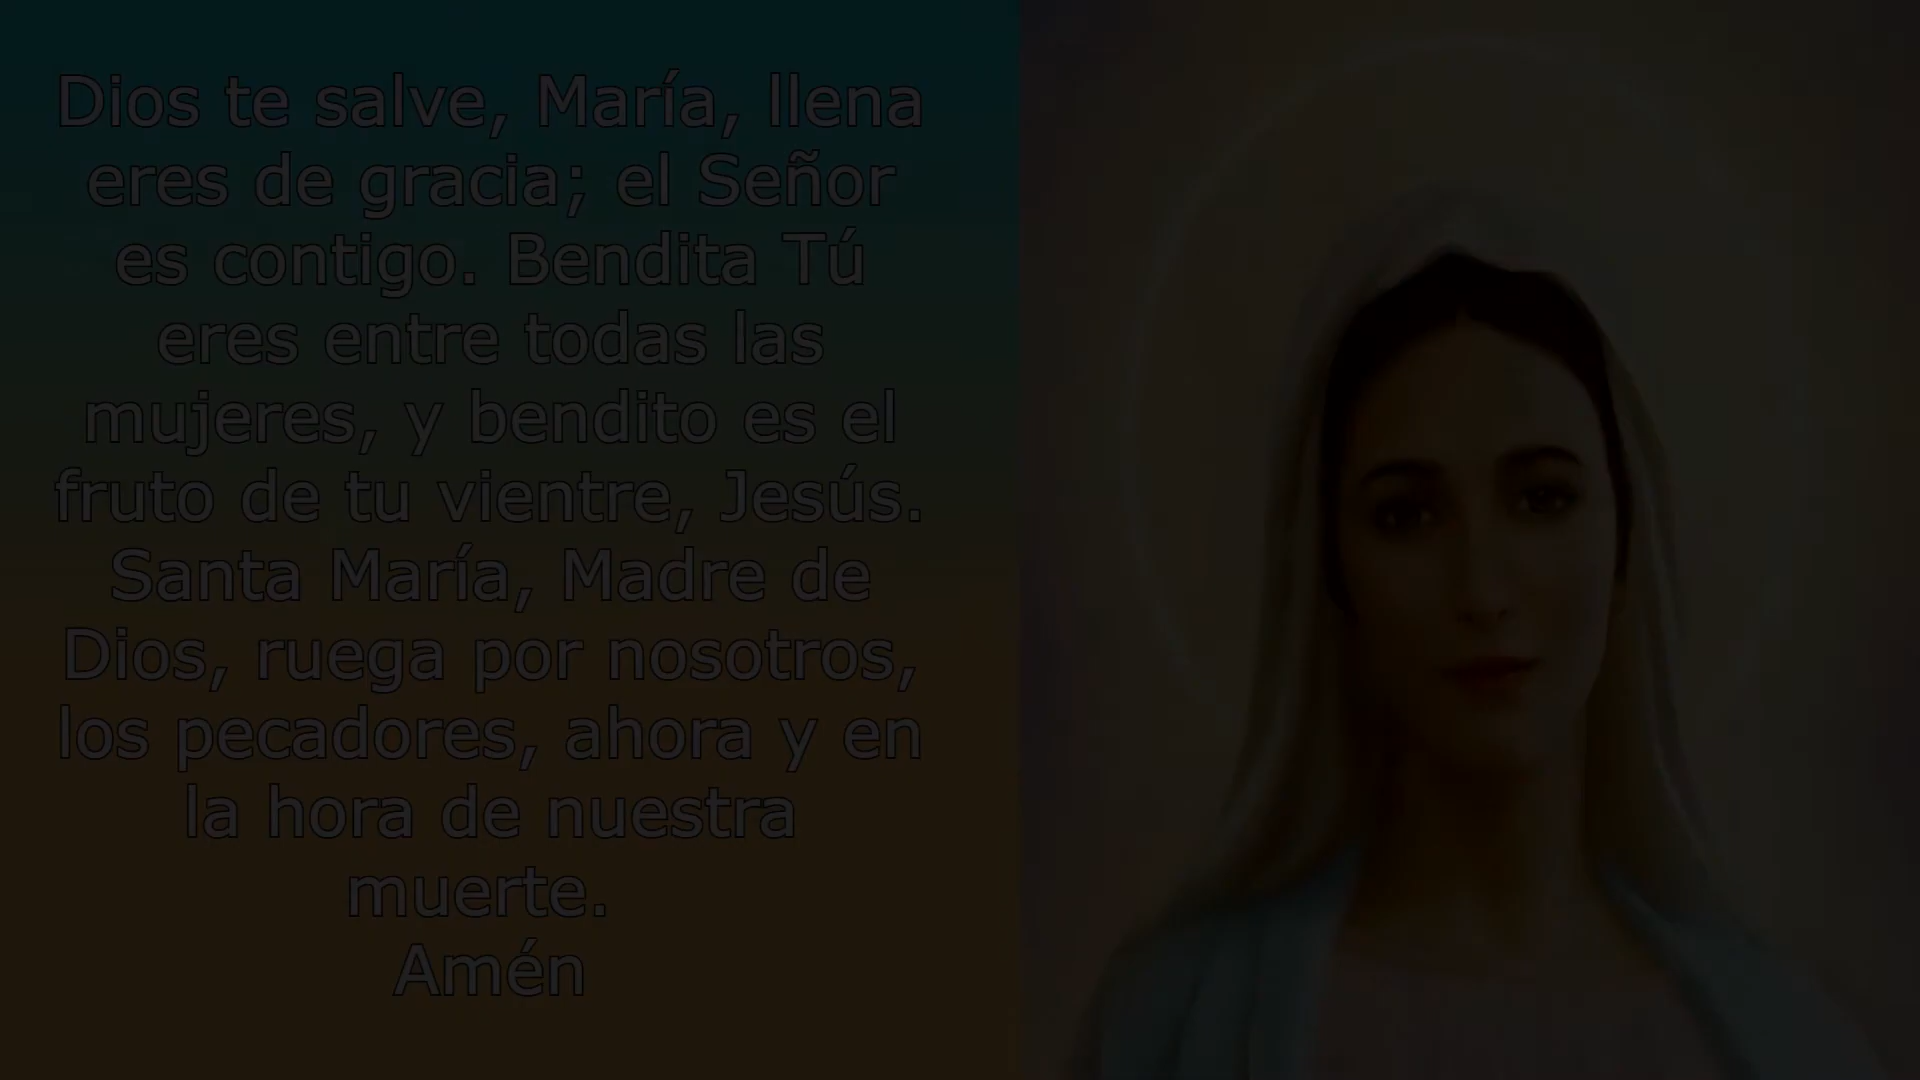 Dios te salve, María, llena
eres de gracia; el Señor
es contigo. Bendita Tú
eres entre todas las
mujeres, y bendito es el
fruto de tu vientre, Jesús.
Santa María, Madre de
Dios, ruega por nosotros,
los pecadores, ahora y en
la hora de nuestra
muerte.
Amén